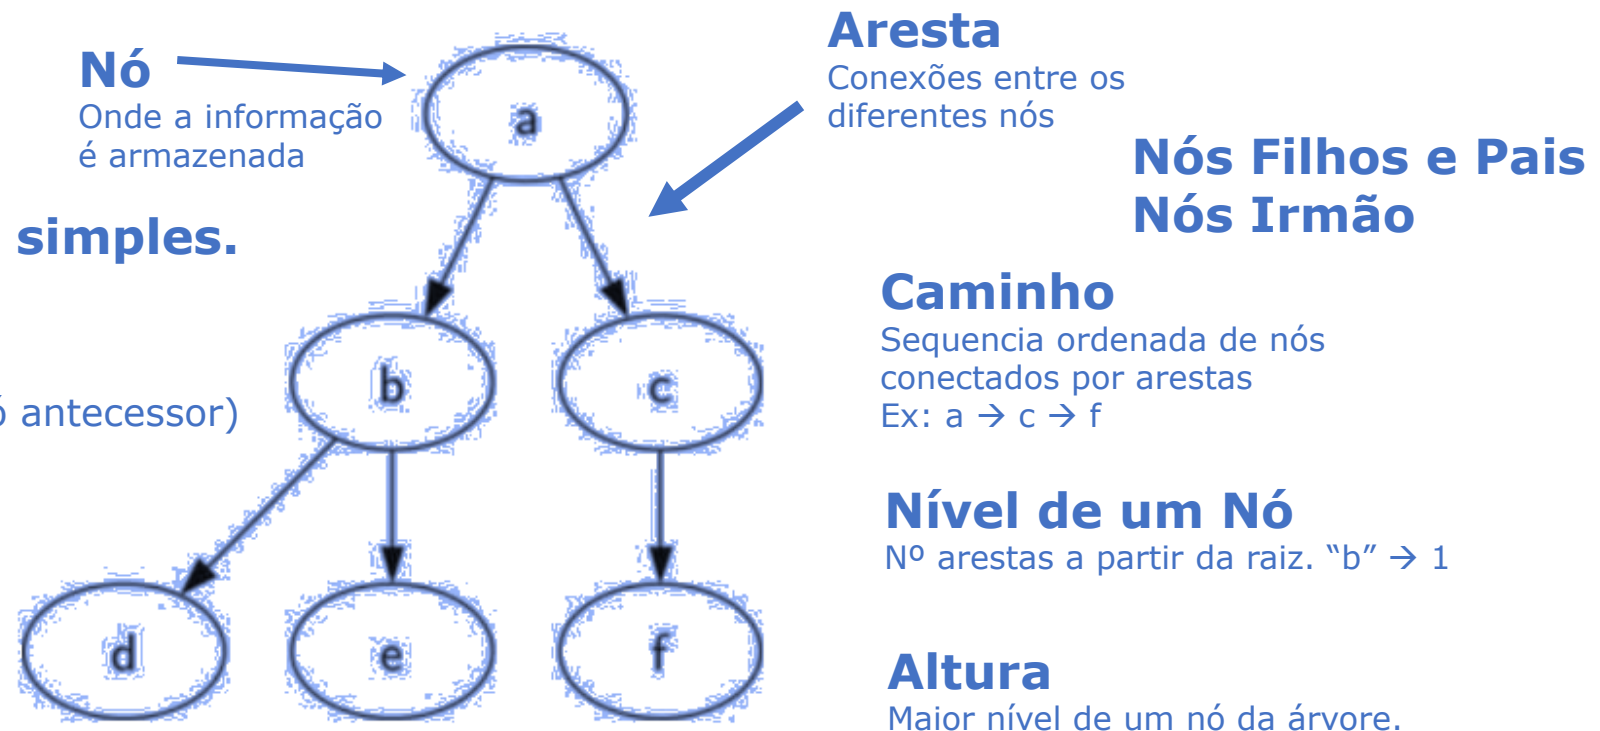 Nó
Onde a informação
é armazenada
a
Aresta
Conexões entre os
diferentes nós
Nós Filhos e Pais
Nós Irmão
simples.
Caminho
Sequencia ordenada de nós
conectados por arestas
Ex: a → c → f
b
c
antecessor)
Nível de um Nó
Nº arestas a partir da raiz. “b” → 1
d
e
f
Altura
Maior nível de um nó da árvore.